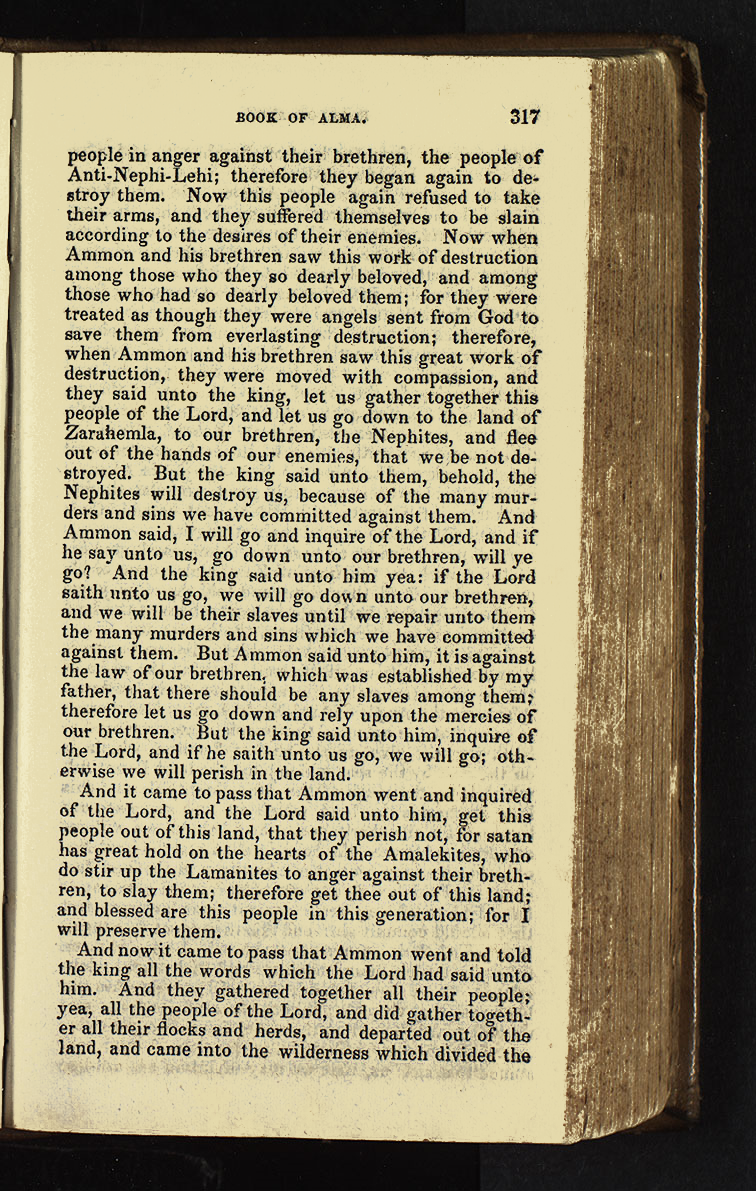 BOOK OF ALMA. 317
people in anger against their brethren, the people of
Anti-Nephi-Lehi; therefore they began again to de-
stroy them. Now this people again refused to take
their arms, and they suffered themselves to be slain
according to the desires of their enemies. Now when
Ammon and his brethren saw this work of destruction
among those who they so dearly beloved, and among
those who had so dearly beloved them; for they were
treated as though they were angels sent from God to
save them from everlasting destruction; therefore,
when Ammon and his brethren saw this great work of
destruction, they were moved with compassion, and
they said unto the king, let us gather together this
people of the Lord, and let us go down to the land of
Zarahemla, to our brethren, the Nephites, and flee
out of the hands of our enemies, that we be not de-
stroyed. But the king said unto them, behold, the
Nephites will destroy us, because of the many mur-
ders and sins we have committed against them. And
Ammon said, I will go and inquire of the Lord, and if
he say unto us, go down unto our brethren, will ye
go? And the king said unto him yea: if the Lord
saith unto us go, we will go down unto our brethren,
and we will be their slaves until we repair unto them
the many murders and sins which we have committed
against them. But Ammon said unto him, it is against
the law of our brethren, which was established by my
father, that there should be any slaves among them;
therefore let us go down and rely upon the mercies of
our brethren. But the king said unto him, inquire of
the Lord, and if he saith unto us go, we will go; oth-
erwise we will perish in the land.
And it came to pass that Ammon went and inquired
of the Lord, and the Lord said unto him, get this
people out of this land, that they perish not, for satan
has great hold on the hearts of the Amalekites, who
do stir up the Lamanites to anger against their breth-
ren, to slay them; therefore get thee out of this land;
and blessed are this people in this generation; for I
will preserve them.
And now it came to pass that Ammon went and told
the king all the words which the Lord had said unto
him. And they gathered together all their people;
yea, all the people of the Lord, and did gather togeth-
er all their flocks and herds, and departed out of the
land, and came into the wilderness which divided the